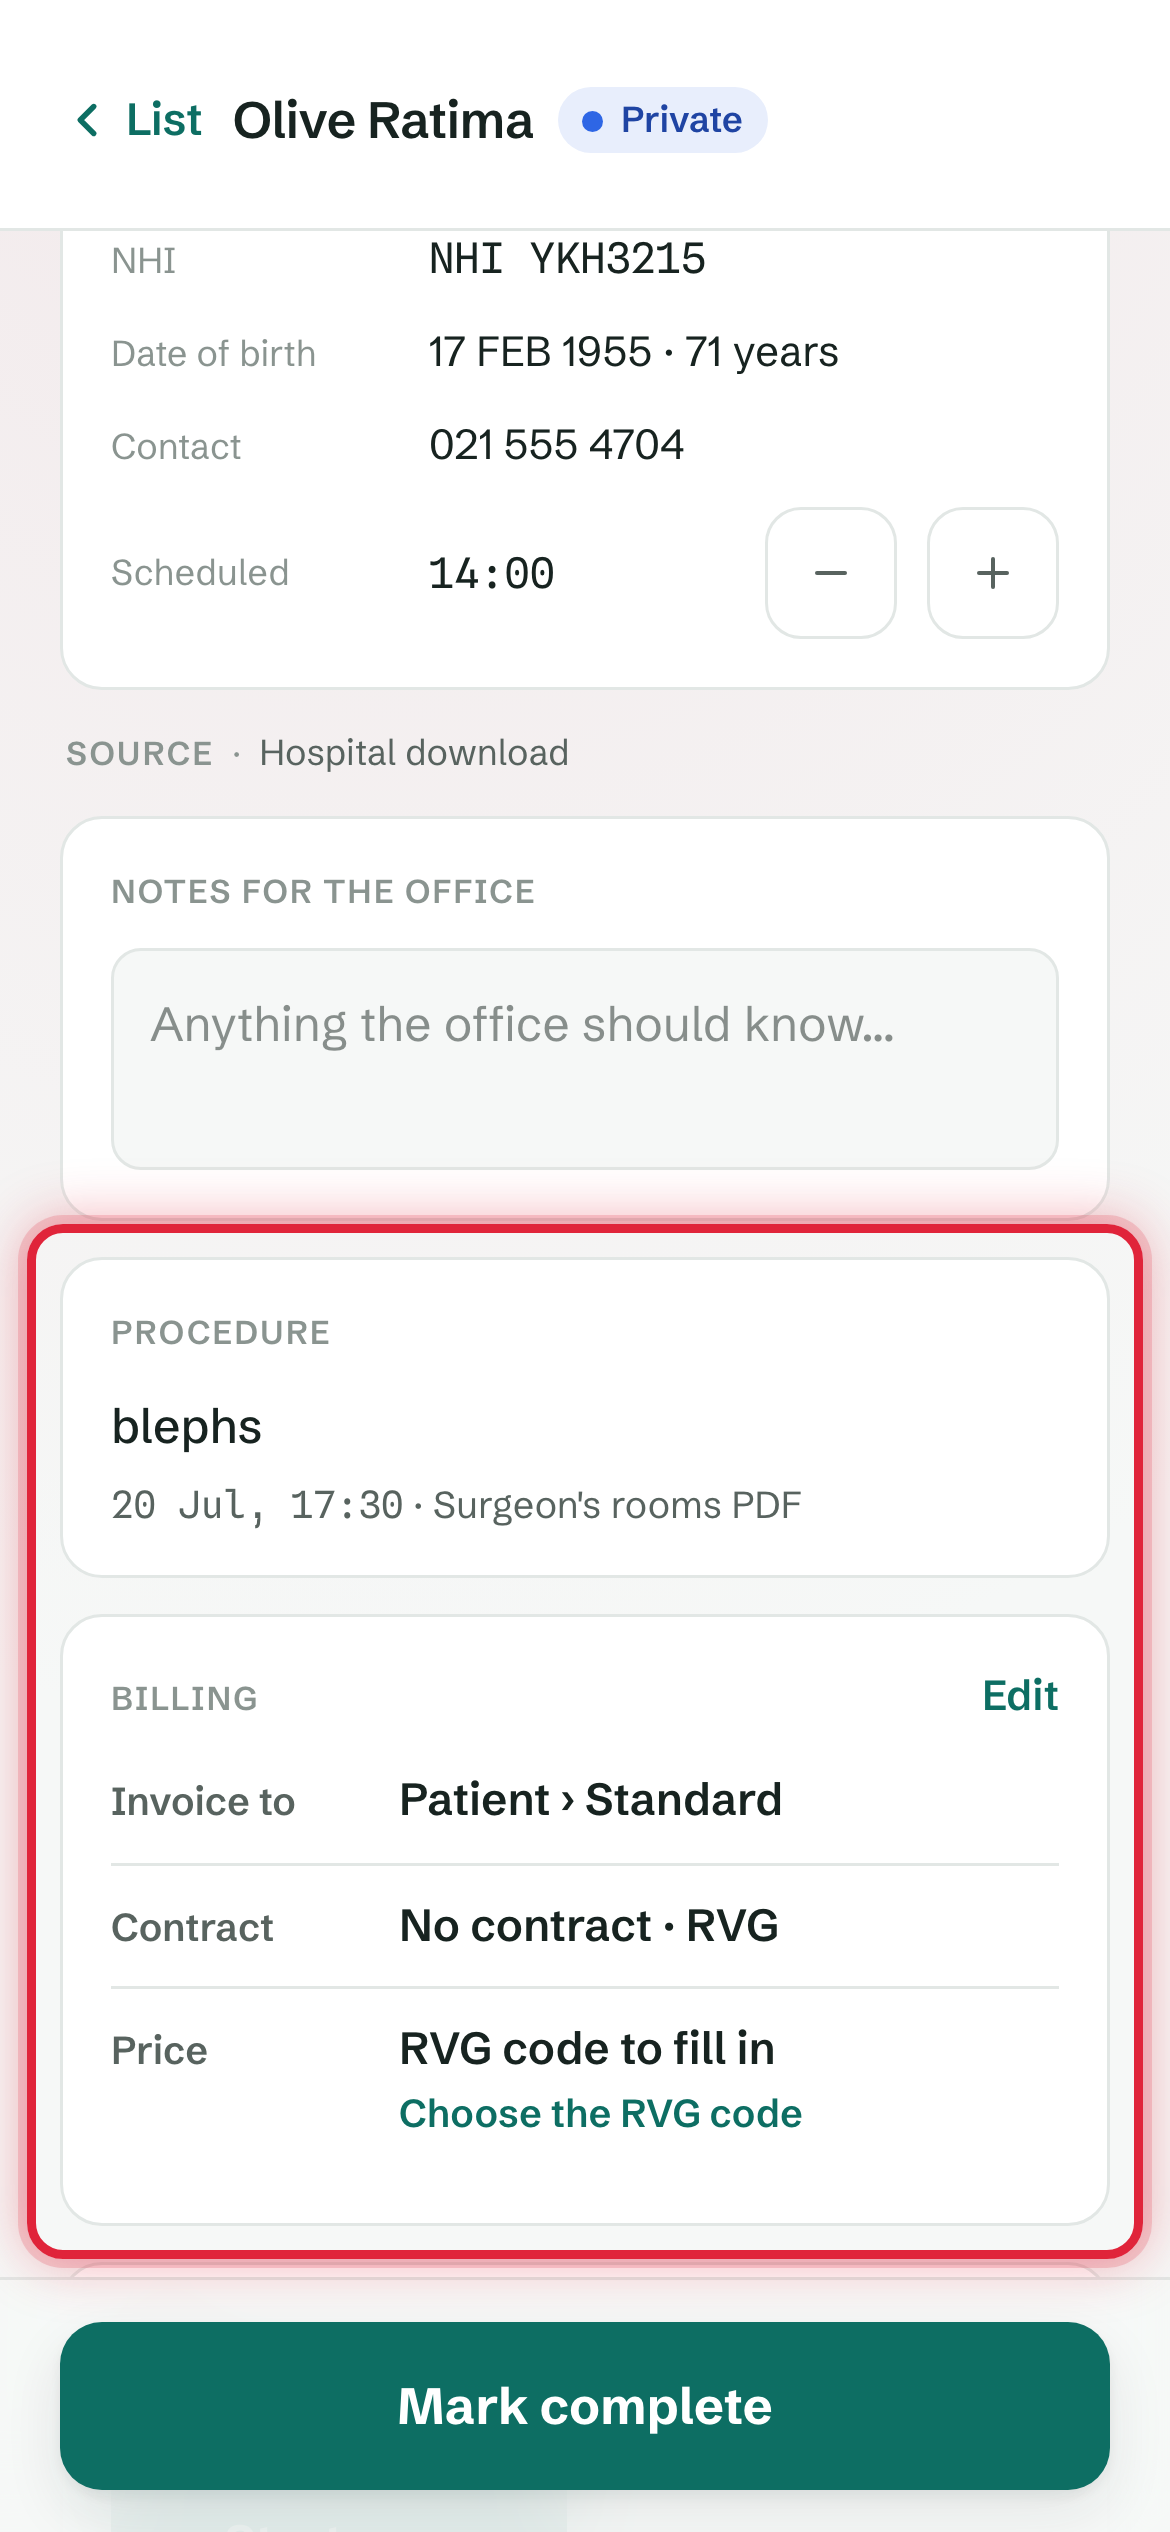 List Olive Ratima Private
NHI NHI YKH3215
Date of birth 17 FEB 1955 · 71 years
Contact 021 555 4704
Scheduled 14:00 − +
SOURCE · Hospital download
NOTES FOR THE OFFICE
Anything the office should know...
PROCEDURE
blephs
20 Jul, 17:30 · Surgeon's rooms PDF
BILLING Edit
Invoice to Patient › Standard
Contract No contract · RVG
Price RVG code to fill in
Choose the RVG code
Mark complete